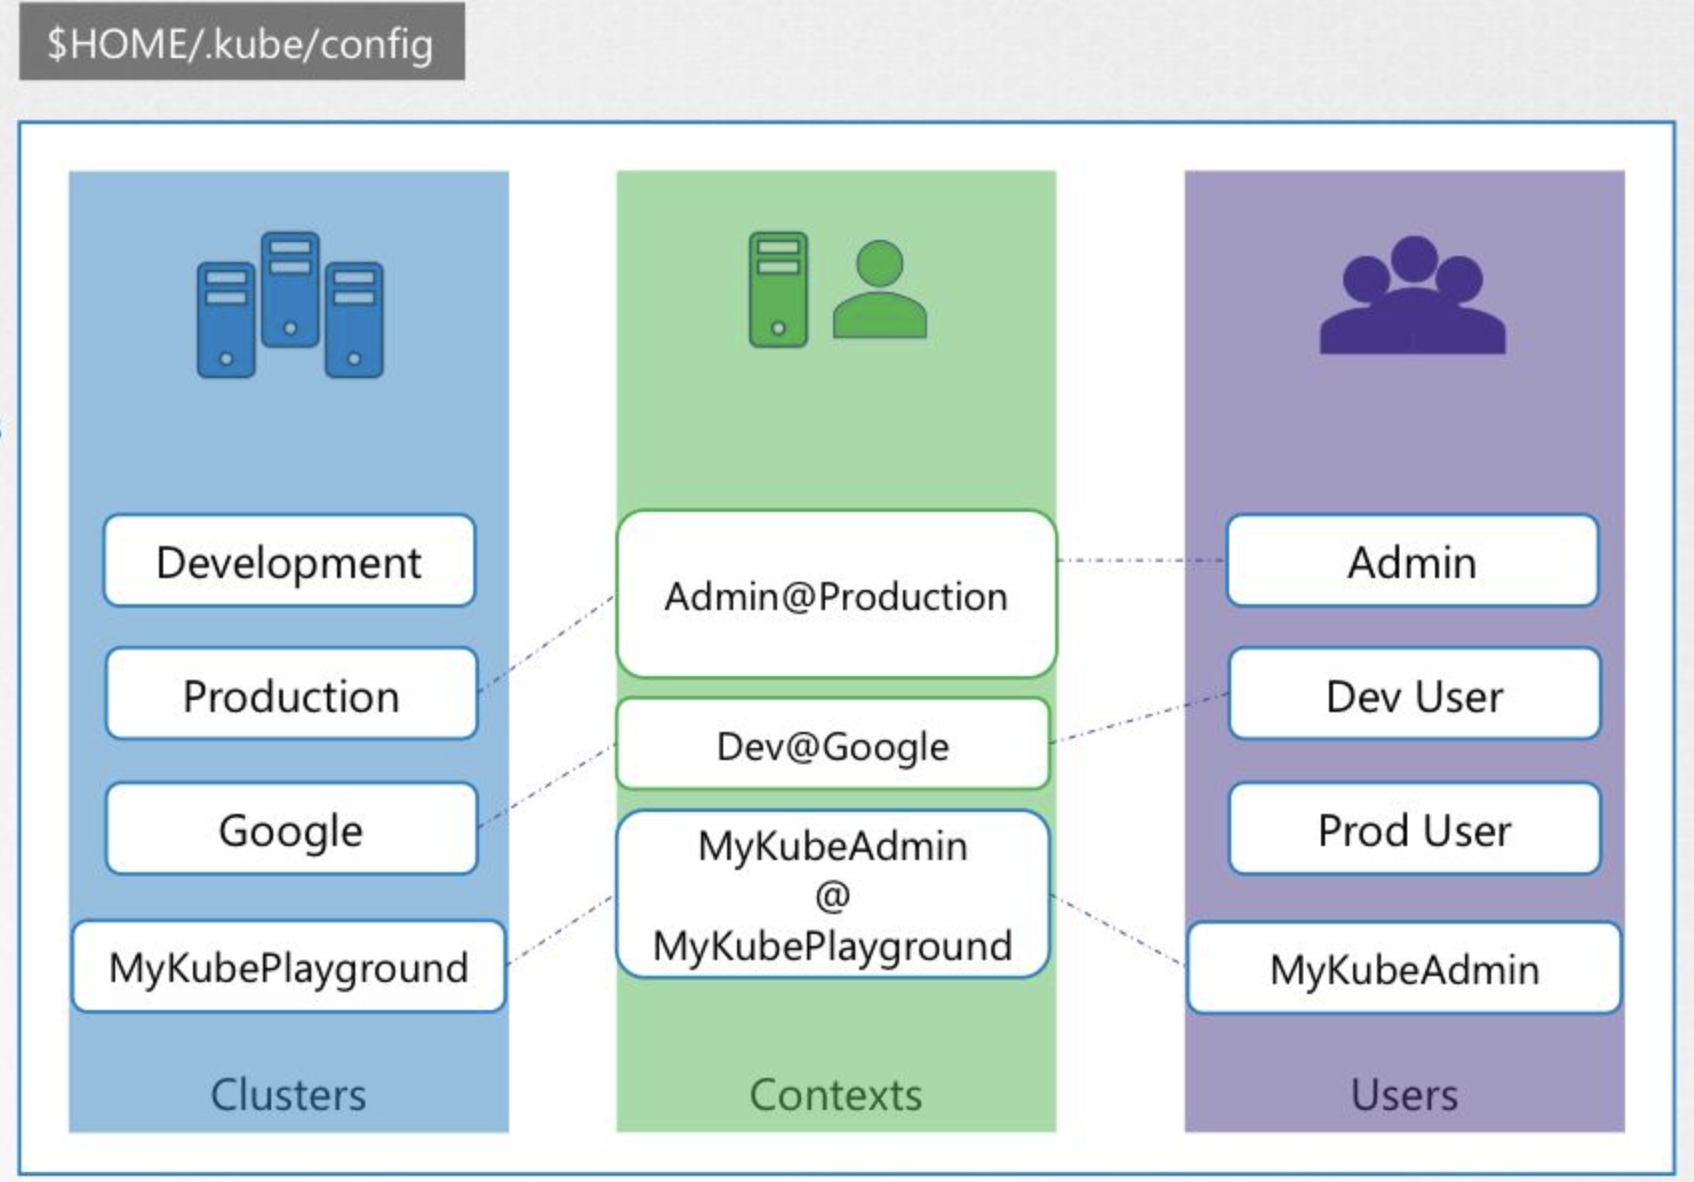 $HOME/.kube/config
Development
Production
Google
MyKubePlayground
Clusters
Admin@Production
Dev@Google
MyKubeAdmin
@
MyKubePlayground
Contexts
Admin
Dev User
Prod User
MyKubeAdmin
Users